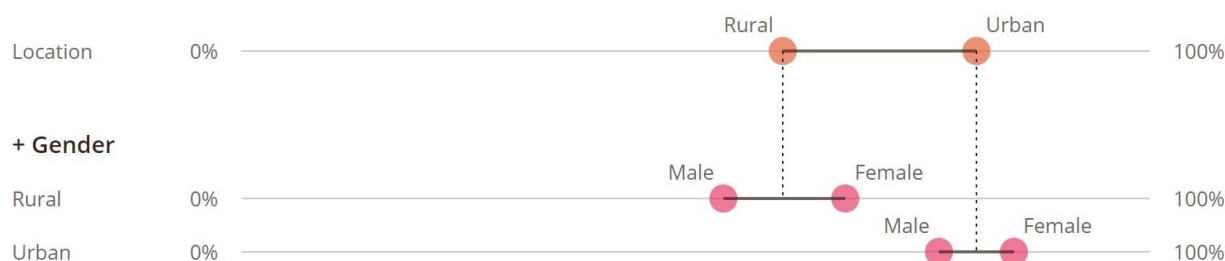 Rural Urban
Location 0% 100%
+ Gender
Male Female
Rural 0% 100%
Male Female
Urban 0% 100%